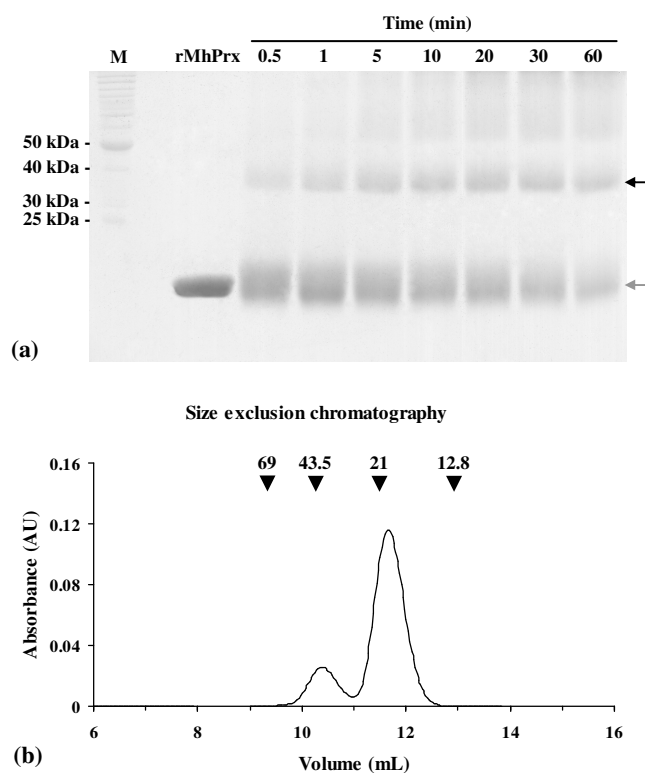 Time (min)
M rMhPrx 0.5 1 5 10 20 30 60
50 kDa -
40 kDa -
30 kDa -
25 kDa -
(a)
Size exclusion chromatography
69 43.5 21 12.8
0.16
0.12
0.08
0.04
0
Absorbance (AU)
6 8 10 12 14 16
Volume (mL)
(b)